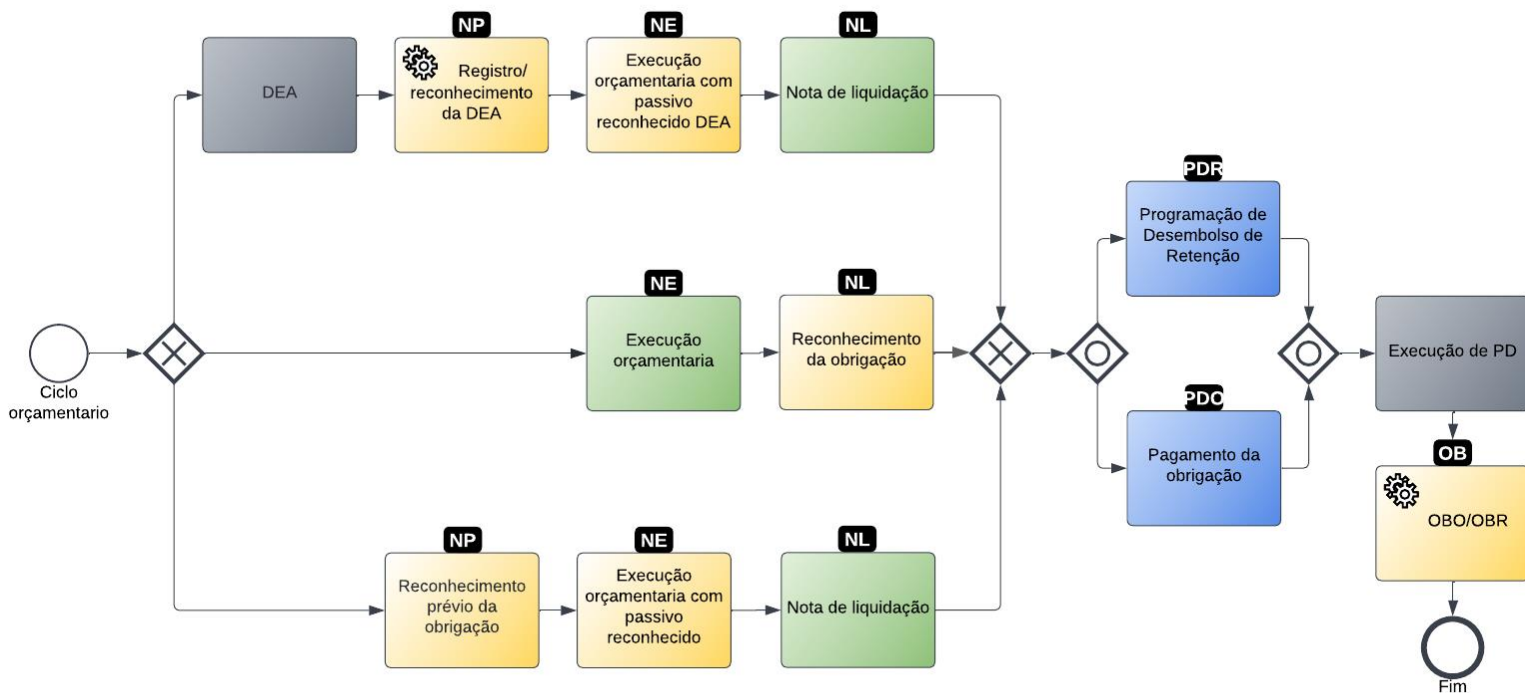 NP
NE
NL
DEA
Registro/
reconhecimento
da DEA
Execução
orçamentaria com
passivo
reconhecido DEA
Nota de liquidação
PDR
Programação de
Desembolso de
Retenção
NE
NL
Execução
orçamentaria
Reconhecimento
da obrigação
Execução de PD
Ciclo
orçamentario
PDO
Pagamento da
obrigação
OB
OBO/OBR
NP
NE
NL
Reconhecimento
prévio da
obrigação
Execução
orçamentaria com
passivo
reconhecido
Nota de liquidação
Fim